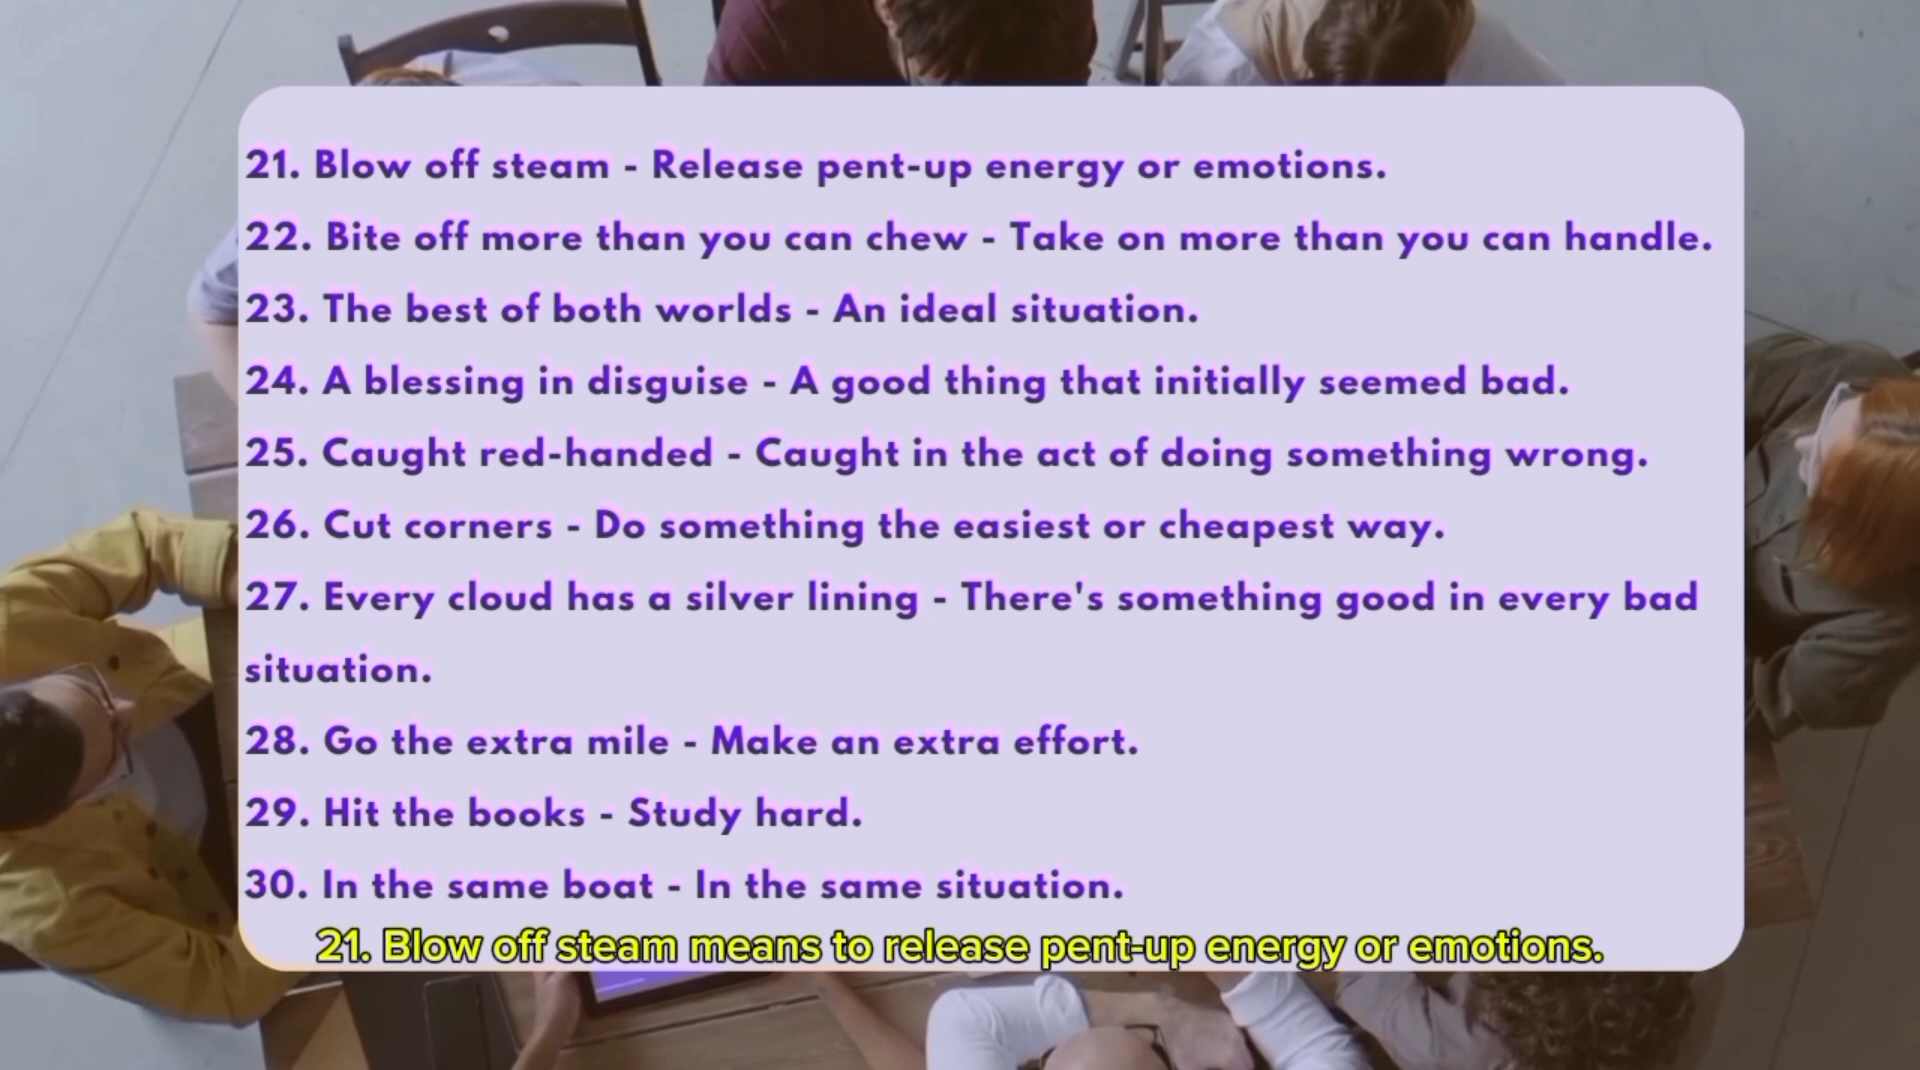 21. Blow off steam - Release pent-up energy or emotions.
22. Bite off more than you can chew - Take on more than you can handle.
23. The best of both worlds - An ideal situation.
24. A blessing in disguise - A good thing that initially seemed bad.
25. Caught red-handed - Caught in the act of doing something wrong.
26. Cut corners - Do something the easiest or cheapest way.
27. Every cloud has a silver lining - There's something good in every bad
situation.
28. Go the extra mile - Make an extra effort.
29. Hit the books - Study hard.
30. In the same boat - In the same situation.
21. Blow off steam means to release pent-up energy or emotions.